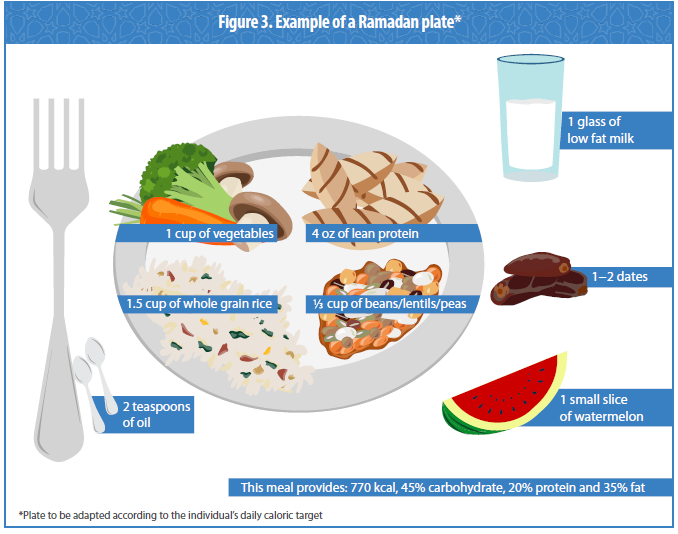 Figure 3. Example of a Ramadan plate*
1 glass of
low fat milk
1 cup of vegetables
4 oz of lean protein
1–2 dates
1.5 cup of whole grain rice
⅓ cup of beans/lentils/peas
2 teaspoons
of oil
1 small slice
of watermelon
This meal provides: 770 kcal, 45% carbohydrate, 20% protein and 35% fat
*Plate to be adapted according to the individual's daily caloric target